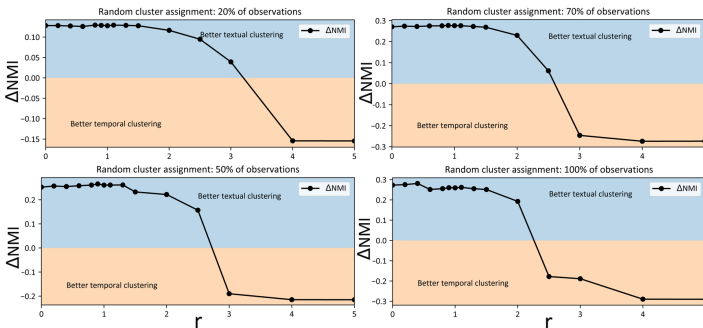 Random cluster assignment: 20% of observations
Better textual clustering
ΔNMI
0.10
0.05
0.00
−0.05
−0.10
−0.15
ΔNMI
Better temporal clustering
0 1 2 3 4 5
Random cluster assignment: 70% of observations
Better textual clustering
ΔNMI
0.3
0.2
0.1
0.0
−0.1
−0.2
−0.3
ΔNMI
Better temporal clustering
0 1 2 3 4
Random cluster assignment: 50% of observations
Better textual clustering
ΔNMI
0.2
0.1
0.0
−0.1
−0.2
ΔNMI
Better temporal clustering
0 1 2 3 4 5
r
Random cluster assignment: 100% of observations
Better textual clustering
ΔNMI
0.3
0.2
0.1
0.0
−0.1
−0.2
−0.3
ΔNMI
Better temporal clustering
0 1 2 3 4
r